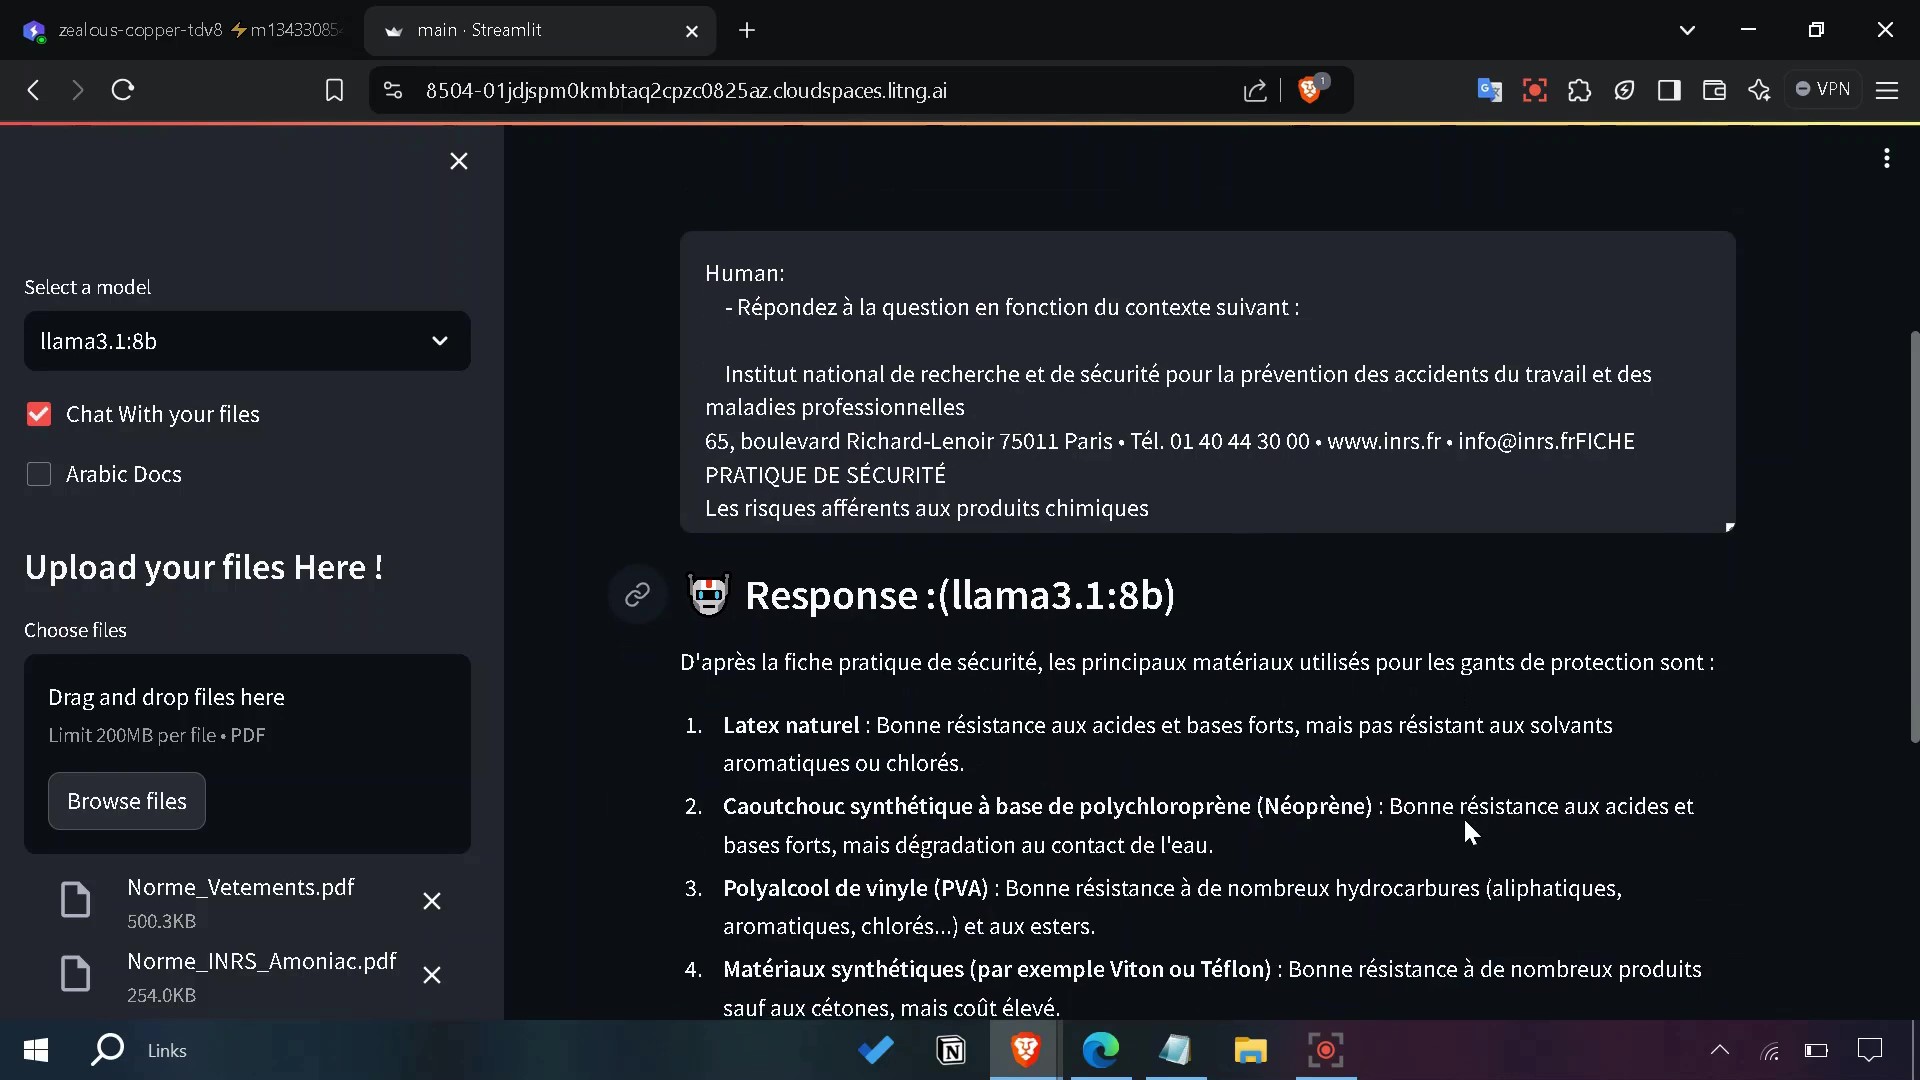 zealous-copper-tdv8 ⚡m13433085
main · Streamlit
8504-01jdjspm0kmbtaq2cpzc0825az.cloudspaces.litng.ai
1
VPN
Select a model
llama3.1:8b
Chat With your files
Arabic Docs
Upload your files Here !
Choose files
Drag and drop files here
Limit 200MB per file • PDF
Browse files
Norme_Vetements.pdf
500.3KB
Norme_INRS_Amoniac.pdf
254.0KB
Human:
- Répondez à la question en fonction du contexte suivant :
Institut national de recherche et de sécurité pour la prévention des accidents du travail et des
maladies professionnelles
65, boulevard Richard-Lenoir 75011 Paris • Tél. 01 40 44 30 00 • www.inrs.fr • info@inrs.frFICHE
PRATIQUE DE SÉCURITÉ
Les risques afférents aux produits chimiques
Response :(llama3.1:8b)
D'après la fiche pratique de sécurité, les principaux matériaux utilisés pour les gants de protection sont :
1. Latex naturel : Bonne résistance aux acides et bases forts, mais pas résistant aux solvants
aromatiques ou chlorés.
2. Caoutchouc synthétique à base de polychloroprène (Néoprène) : Bonne résistance aux acides et
bases forts, mais dégradation au contact de l'eau.
3. Polyalcool de vinyle (PVA) : Bonne résistance à de nombreux hydrocarbures (aliphatiques,
aromatiques, chlorés...) et aux esters.
4. Matériaux synthétiques (par exemple Viton ou Téflon) : Bonne résistance à de nombreux produits
sauf aux cétones, mais coût élevé.
Links